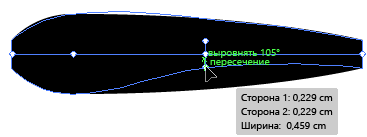 выровнять 105°
пересечение
Сторона 1: 0,229 cm
Сторона 2: 0,229 cm
Ширина: 0,459 cm